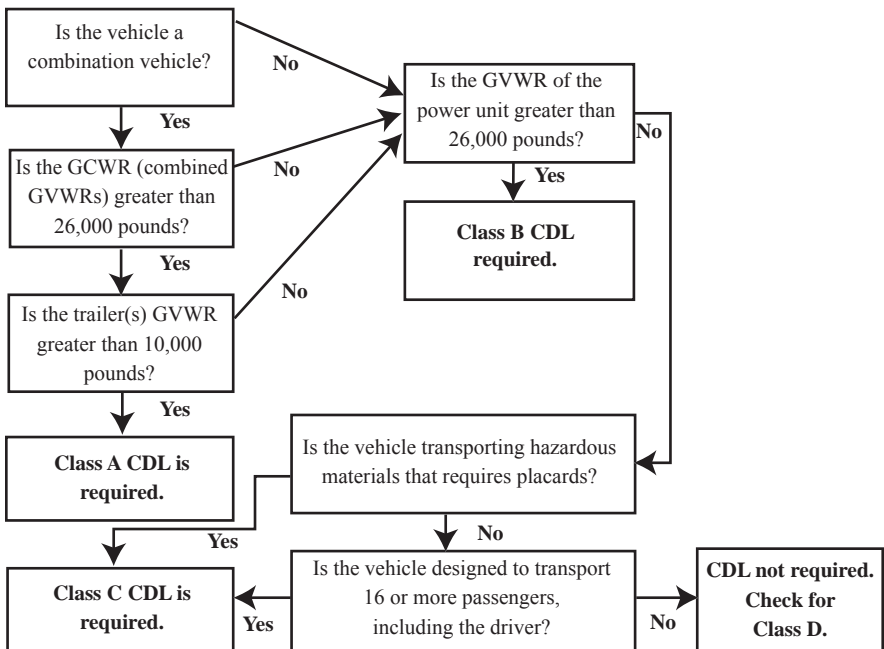 Is the vehicle a
combination vehicle?
No
Yes
Is the GVWR of the
power unit greater than
26,000 pounds?
No
Yes
Is the GCWR (combined
GVWRs) greater than
26,000 pounds?
No
Yes
Class B CDL
required.
Is the trailer(s) GVWR
greater than 10,000
pounds?
No
Yes
Class A CDL is
required.
Is the vehicle transporting hazardous
materials that requires placards?
Yes
No
Class C CDL is
required.
Is the vehicle designed to transport
16 or more passengers,
including the driver?
Yes
No
CDL not required.
Check for
Class D.